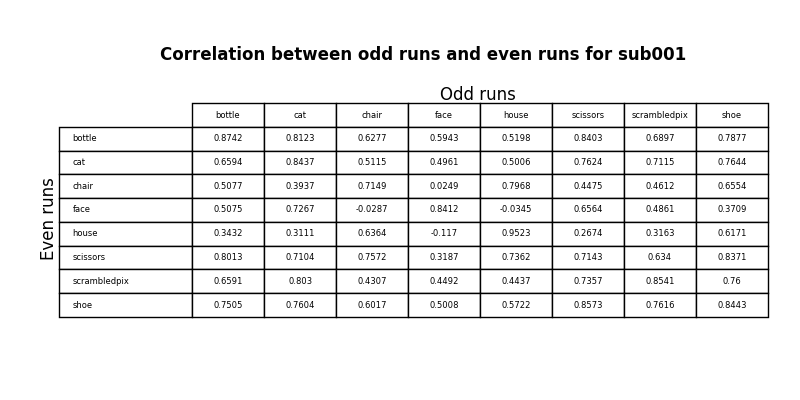 Correlation between odd runs and even runs for sub001
Odd runs
bottle cat chair face house scissors scrambledpix shoe
Even runs
bottle 0.8742 0.8123 0.6277 0.5943 0.5198 0.8403 0.6897 0.7877
cat 0.6594 0.8437 0.5115 0.4961 0.5006 0.7624 0.7115 0.7644
chair 0.5077 0.3937 0.7149 0.0249 0.7968 0.4475 0.4612 0.6554
face 0.5075 0.7267 -0.0287 0.8412 -0.0345 0.6564 0.4861 0.3709
house 0.3432 0.3111 0.6364 -0.117 0.9523 0.2674 0.3163 0.6171
scissors 0.8013 0.7104 0.7572 0.3187 0.7362 0.7143 0.634 0.8371
scrambledpix 0.6591 0.803 0.4307 0.4492 0.4437 0.7357 0.8541 0.76
shoe 0.7505 0.7604 0.6017 0.5008 0.5722 0.8573 0.7616 0.8443